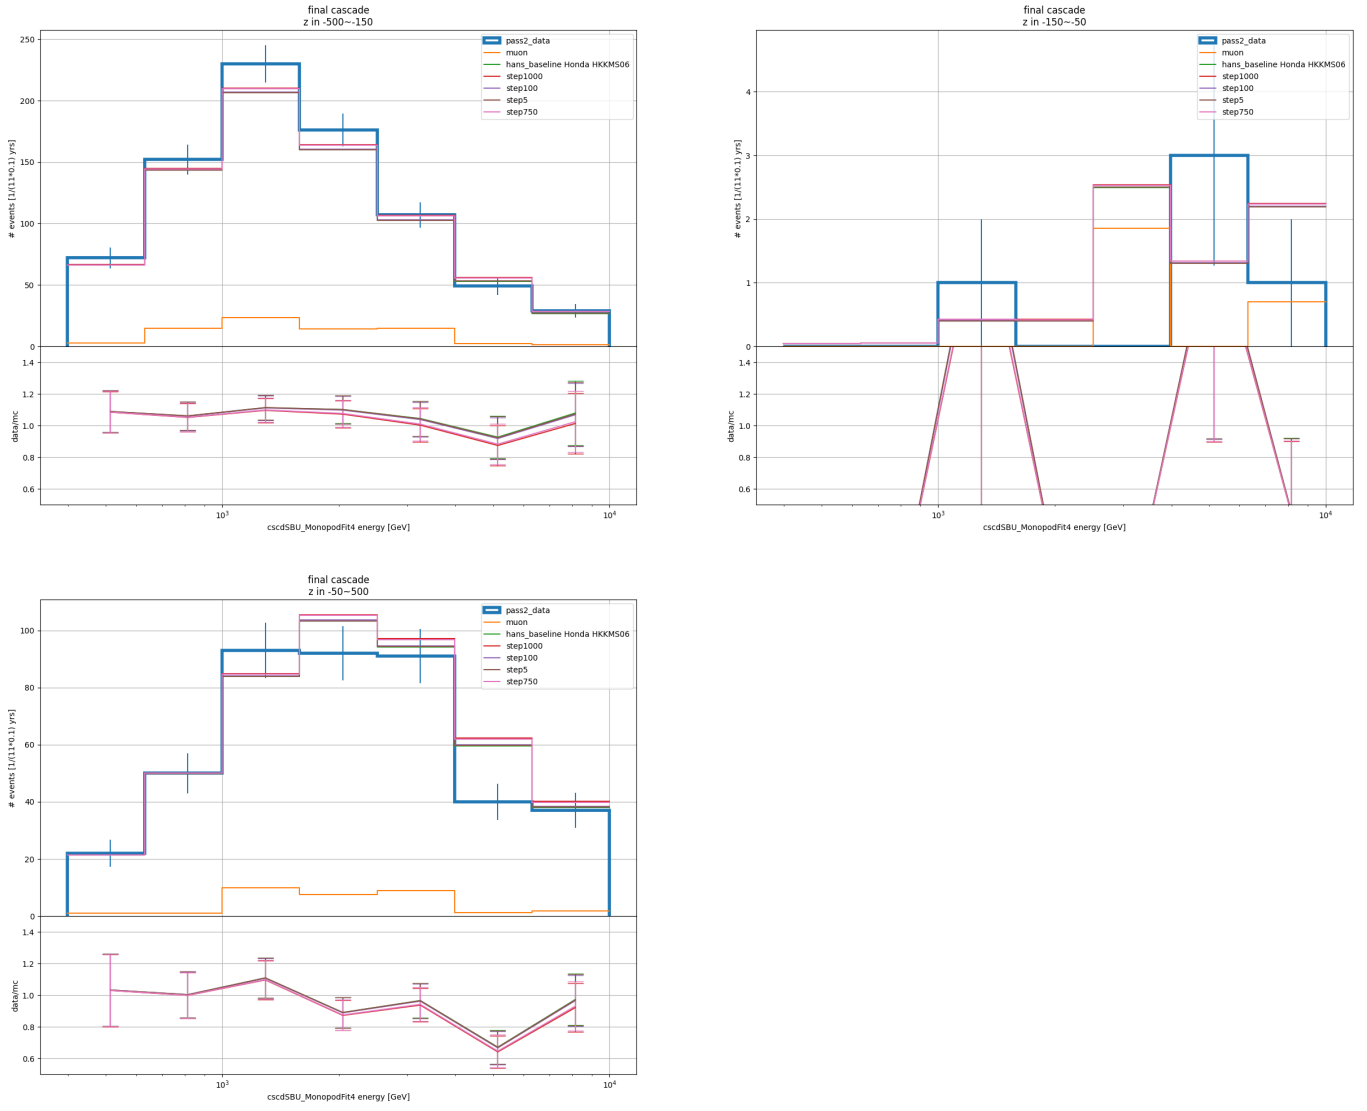 final cascade
z in -500~-150
250
200
150
100
50
0
# events [1/(11*0.1) yrs]
pass2_data
muon
hans_baseline Honda HKKMS06
step1000
step100
step5
step750
1.4
1.2
1.0
0.8
0.6
data/mc
10³
10⁴
cscdSBU_MonopodFit4 energy [GeV]
final cascade
z in -150~-50
4
3
2
1
0
# events [1/(11*0.1) yrs]
pass2_data
muon
hans_baseline Honda HKKMS06
step1000
step100
step5
step750
1.4
1.2
1.0
0.8
0.6
data/mc
10³
10⁴
cscdSBU_MonopodFit4 energy [GeV]
final cascade
z in -50~500
100
80
60
40
20
0
# events [1/(11*0.1) yrs]
pass2_data
muon
hans_baseline Honda HKKMS06
step1000
step100
step5
step750
1.4
1.2
1.0
0.8
0.6
data/mc
10³
10⁴
cscdSBU_MonopodFit4 energy [GeV]